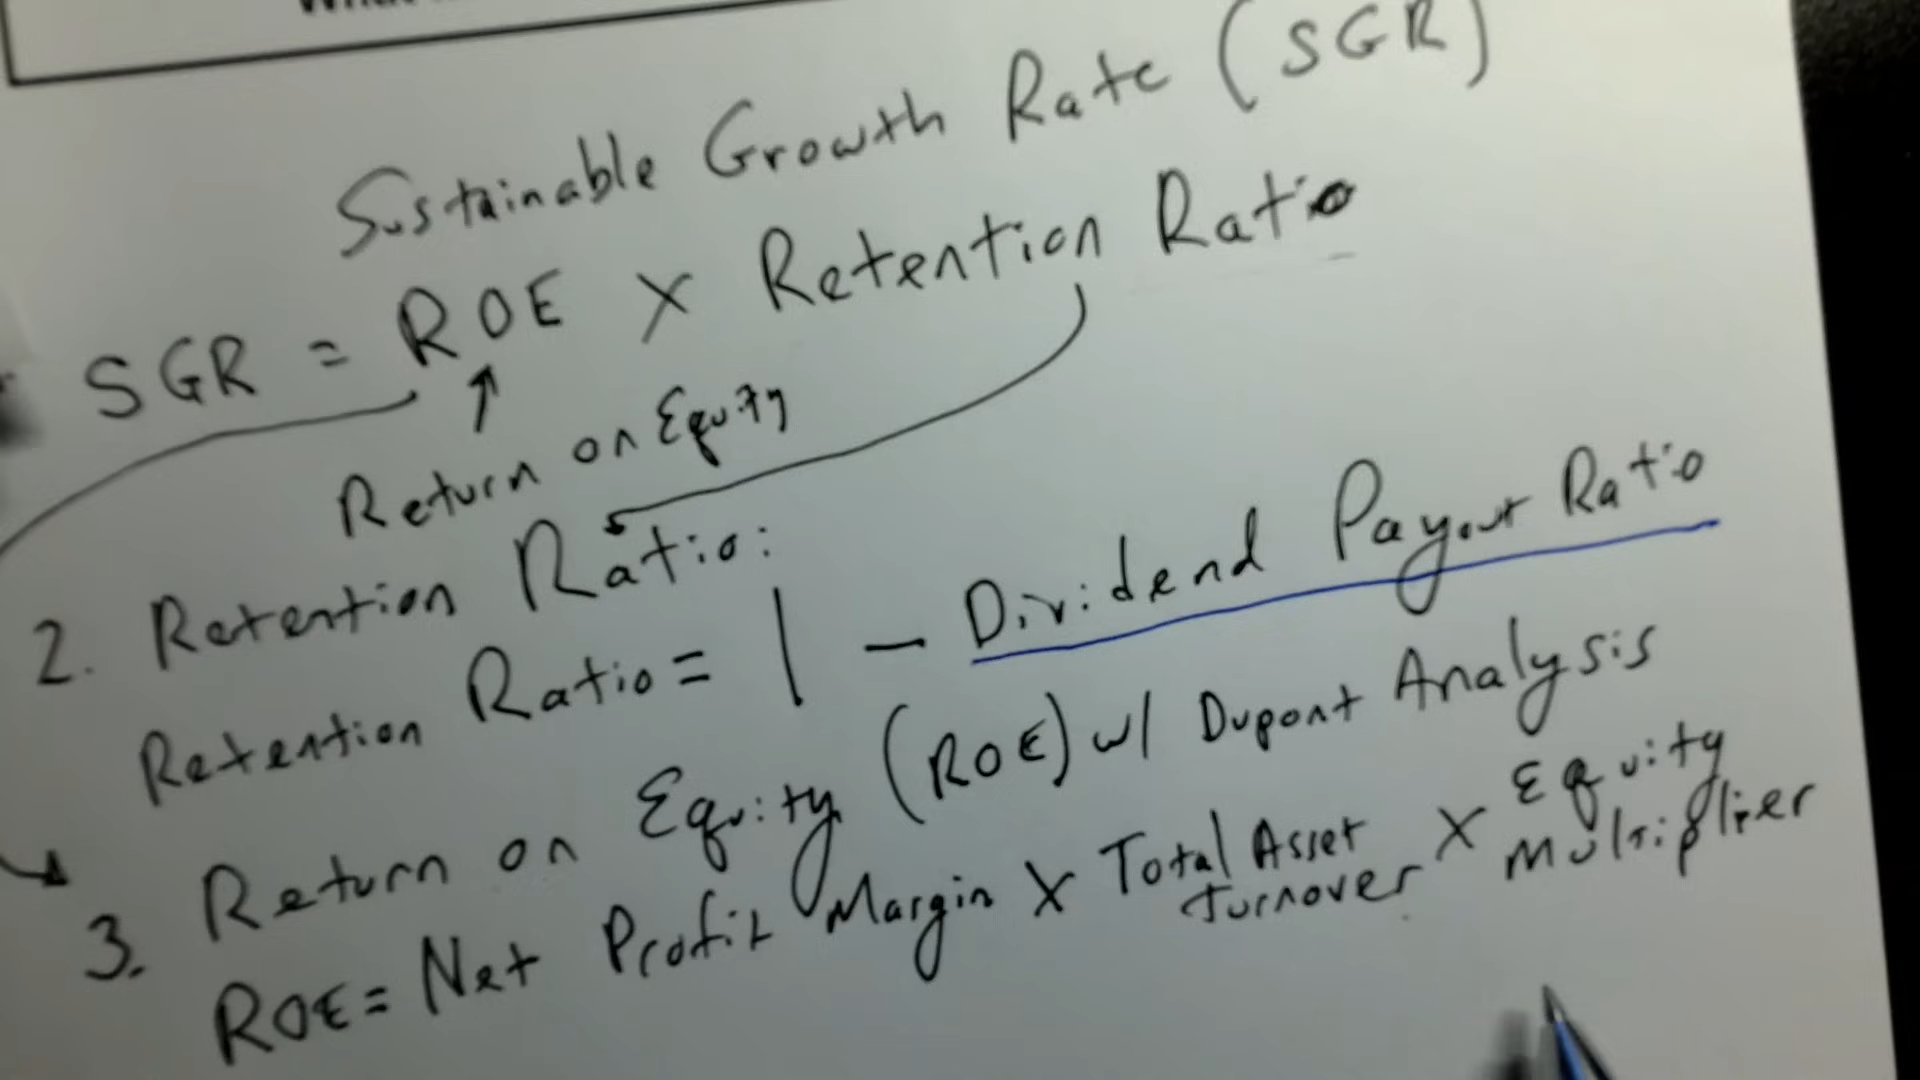 Sustainable Growth Rate (SGR)
SGR = ROE X Retention Ratio
Return on Equity
2. Retention Ratio:
Retention Ratio = 1 - Dividend Payout Ratio
3. Return on Equity (ROE) w/ Dupont Analysis
ROE = Net Profit Margin X Total Asset Turnover X Equity Multiplier